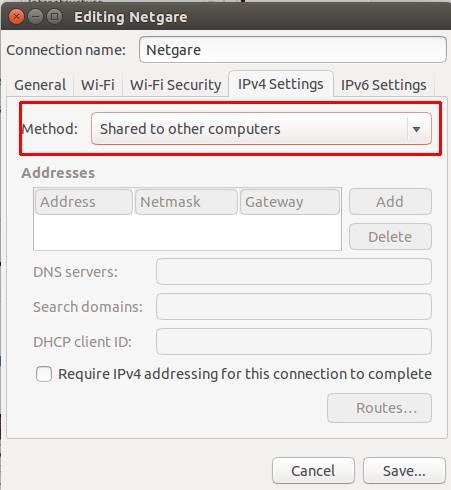 Editing Netgare
Connection name: Netgare
General Wi-Fi Wi-Fi Security IPv4 Settings IPv6 Settings
Method: Shared to other computers
Addresses
Address Netmask Gateway Add
Delete
DNS servers:
Search domains:
DHCP client ID:
Require IPv4 addressing for this connection to complete
Routes...
Cancel Save...